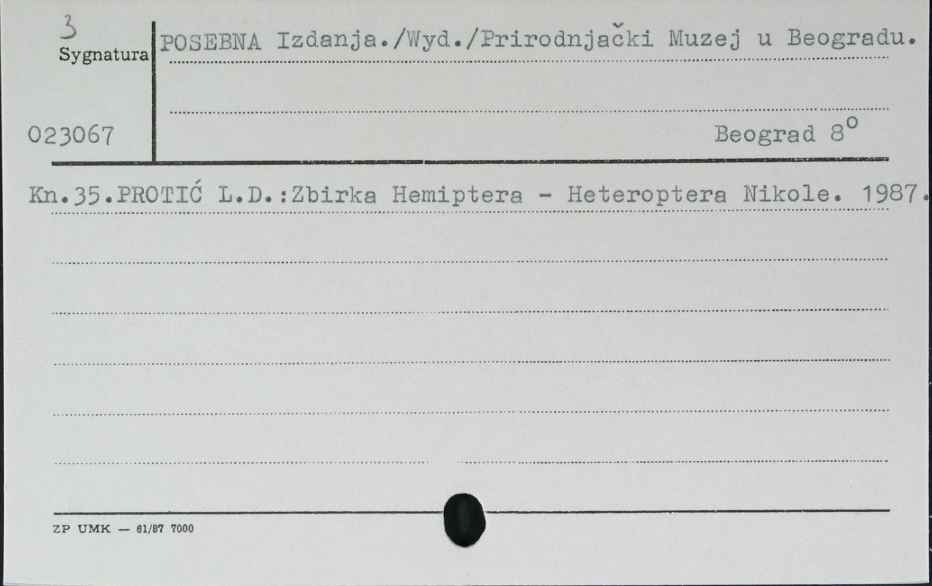 3
Sygnatura
POSEBNA Izdanja./Wyd./Prirodnjački Muzej u Beogradu.
023067
Beograd 8º
Kn.35.PROTIĆ L.D.:Zbirka Hemiptera - Heteroptera Nikole. 1987.
ZP UMK — 61/87 7000